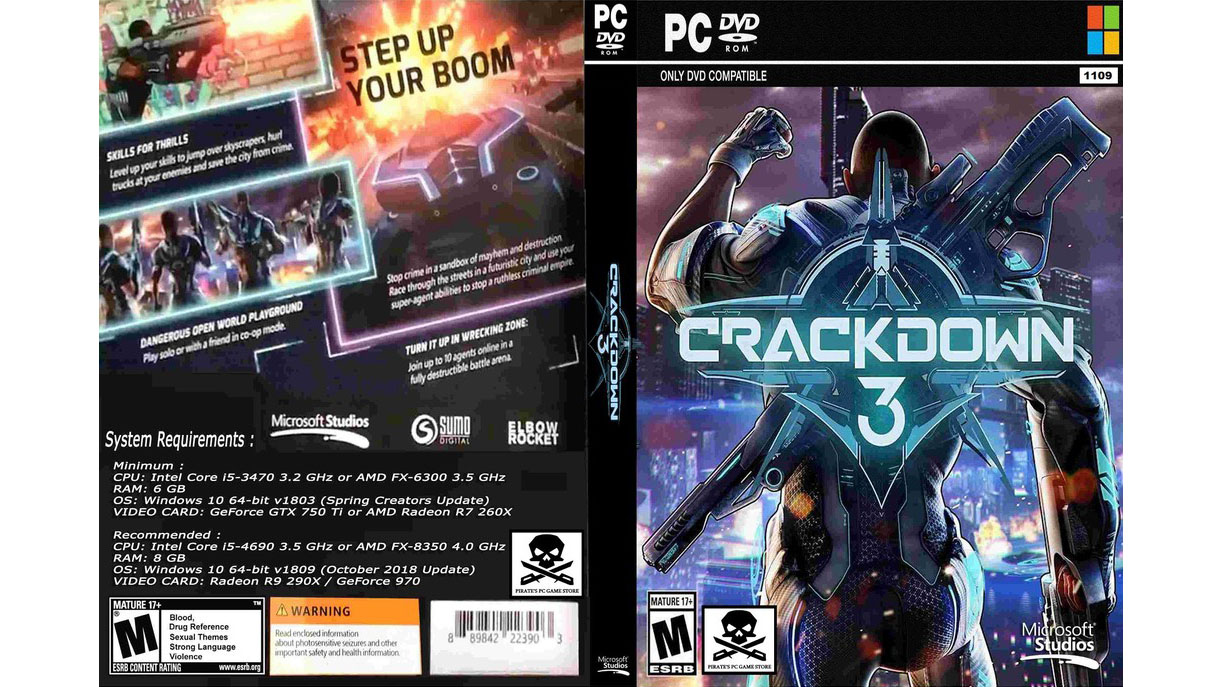 STEP UP
YOUR BOOM
SKILLS FOR THRILLS
Level up your skills to jump over skyscrapers, hurl
trucks at your enemies and save the city from crime.
Stop crime in a sandbox of mayhem and destruction
Race through the streets in a futuristic city and use your
super-agent abilities to stop a ruthless criminal empire.
DANGEROUS OPEN WORLD PLAYGROUND
Play solo or with a friend in co-op mode.
TURN IT UP IN WRECKING ZONE:
Join up to 10 agents online in a
fully destructible battle arena.
Microsoft Studios
SUMO
DIGITAL
ELBOW
ROCKET
System Requirements :
Minimum :
CPU: Intel Core i5-3470 3.2 GHz or AMD FX-6300 3.5 GHz
RAM: 6 GB
OS: Windows 10 64-bit v1803 (Spring Creators Update)
VIDEO CARD: GeForce GTX 750 Ti or AMD Radeon R7 260X
Recommended :
CPU: Intel Core i5-4690 3.5 GHz or AMD FX-8350 4.0 GHz
RAM: 8 GB
OS: Windows 10 64-bit v1809 (October 2018 Update)
VIDEO CARD: Radeon R9 290X / GeForce 970
PIRATE'S PC GAME STORE
MATURE 17+ ™
M ®
Blood,
Drug Reference
Sexual Themes
Strong Language
Violence
ESRB CONTENT RATING www.esrb.org
WARNING
Read enclosed information
about photosensitive seizures and other
important safety and health information.
8 89842 22390 3
PC
DVD
ROM
CRACKDOWN
3
Microsoft
Studios
PC DVD
ROM
ONLY DVD COMPATIBLE
1109
CRACKDOWN
3
MATURE 17+
M
ESRB
PIRATE'S PC GAME STORE
Microsoft
Studios